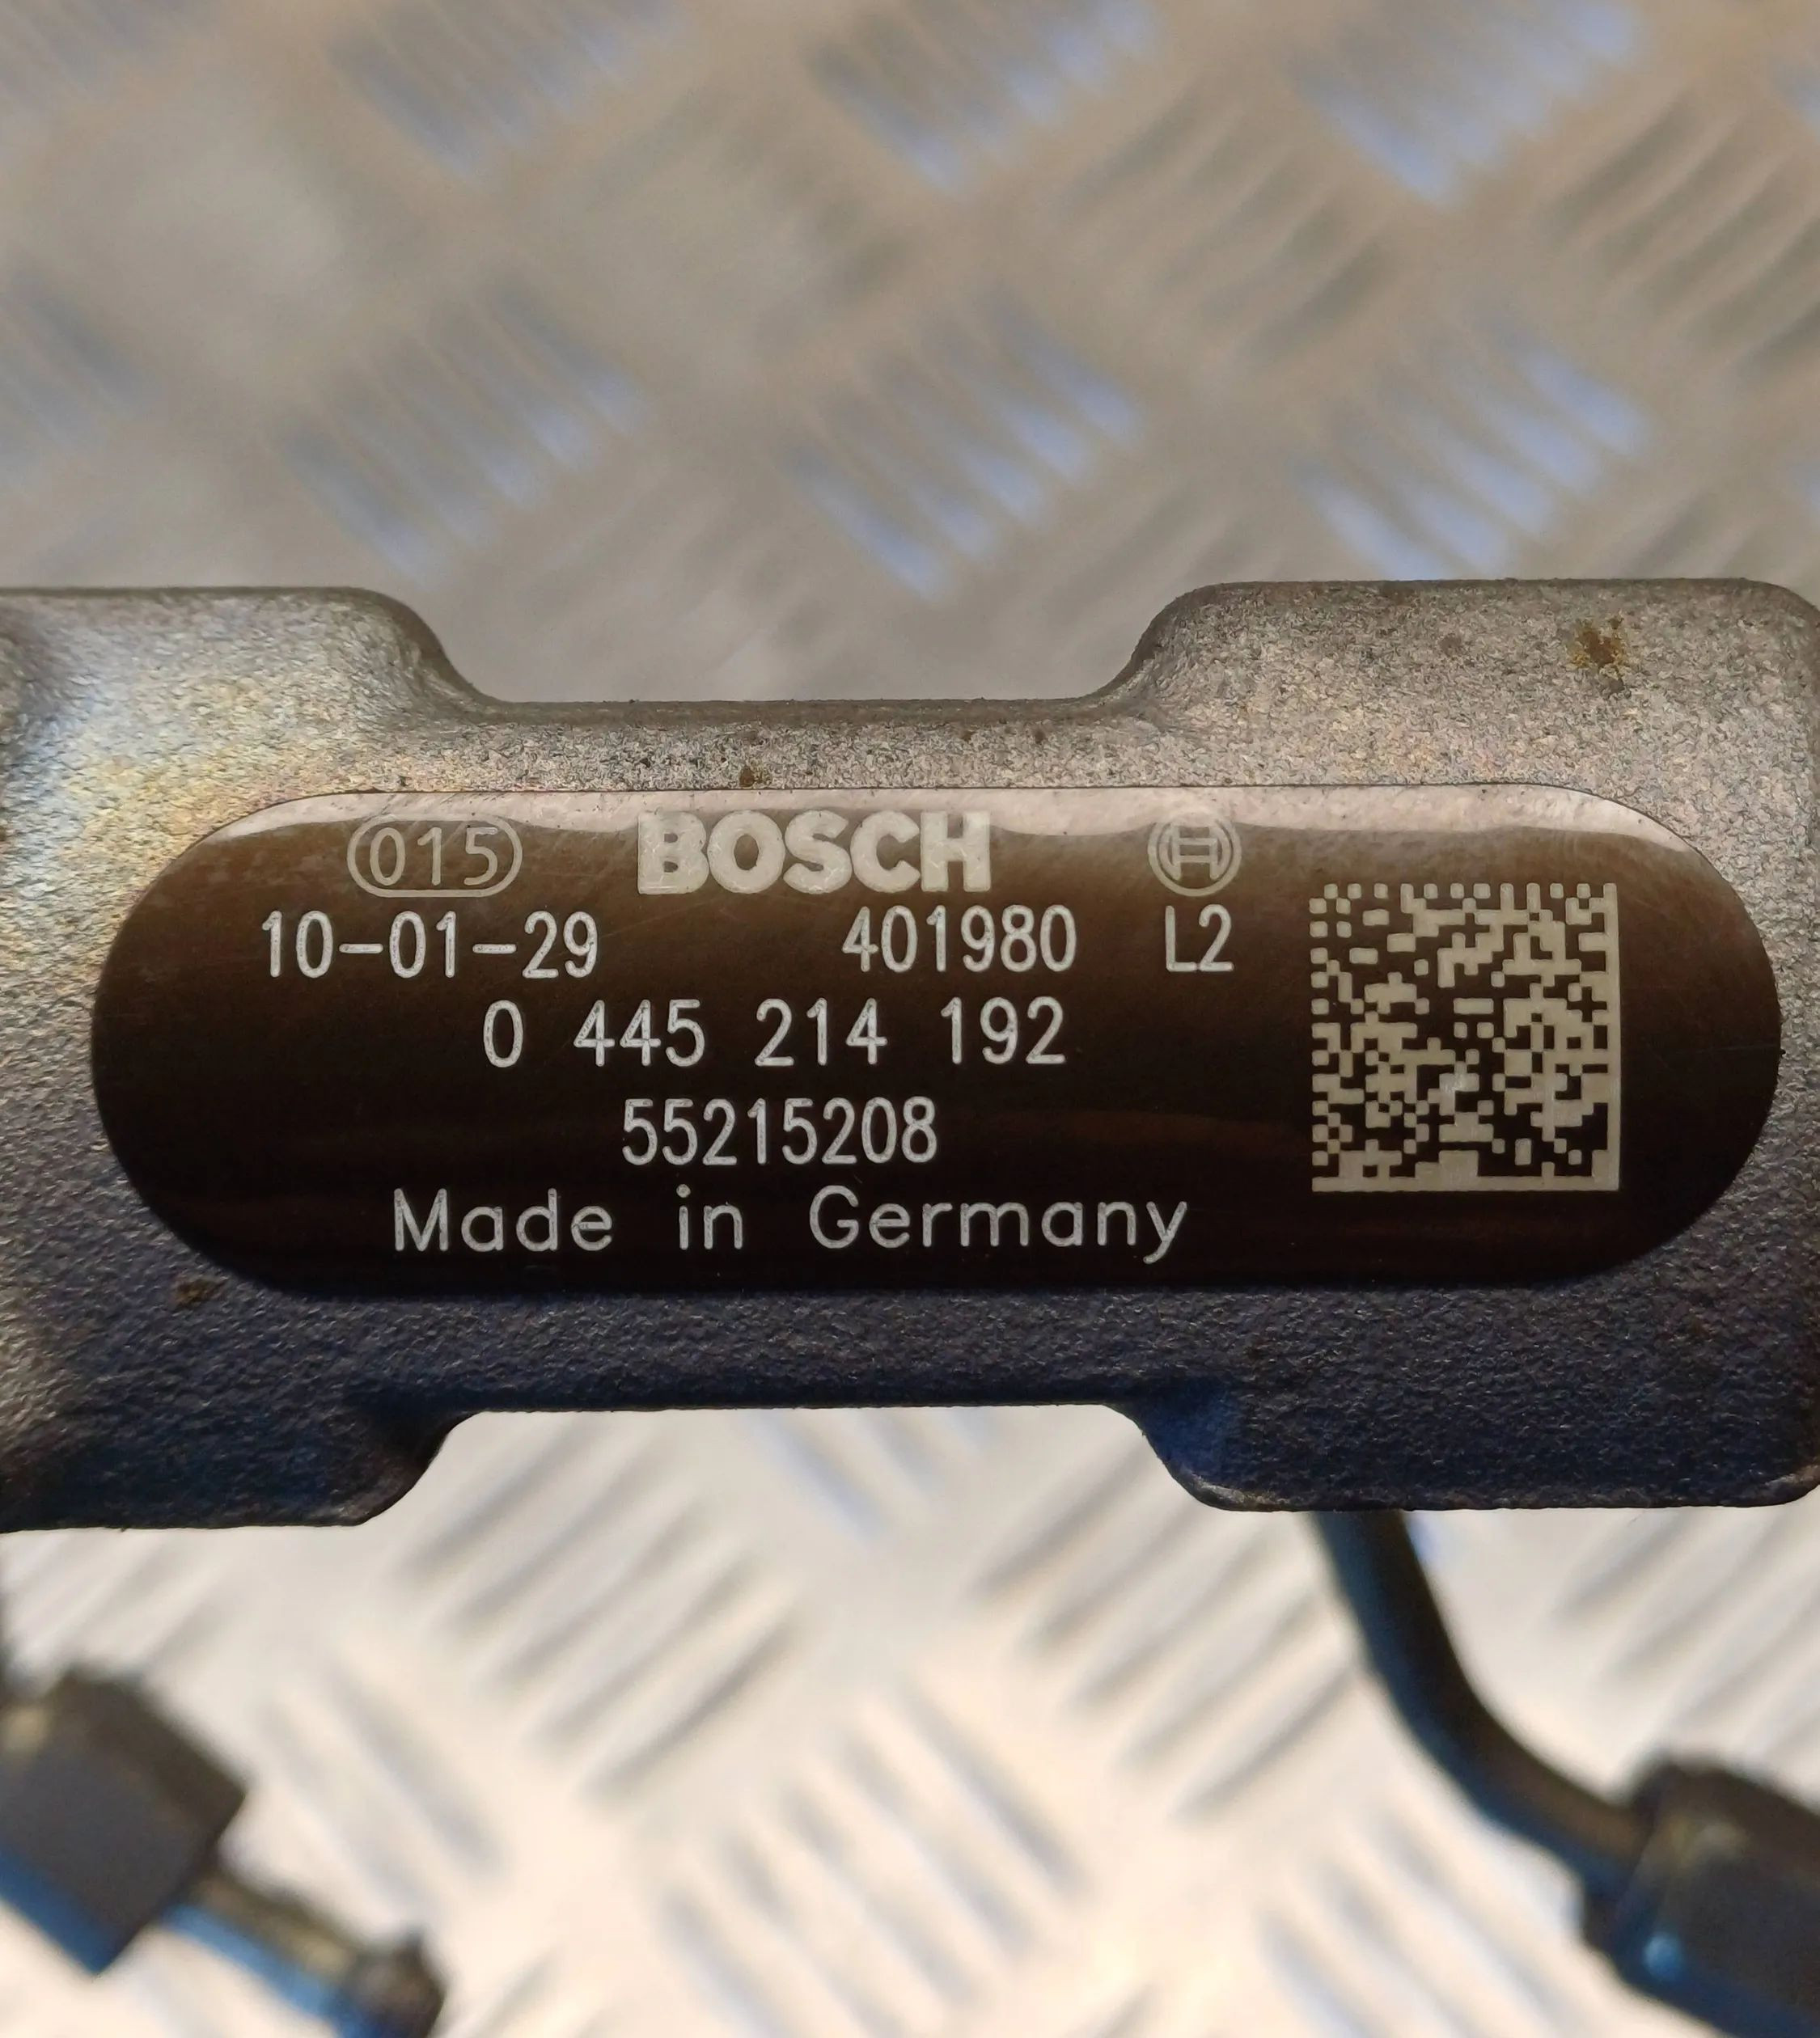 015 BOSCH
10-01-29 401980 L2
0 445 214 192
55215208
Made in Germany